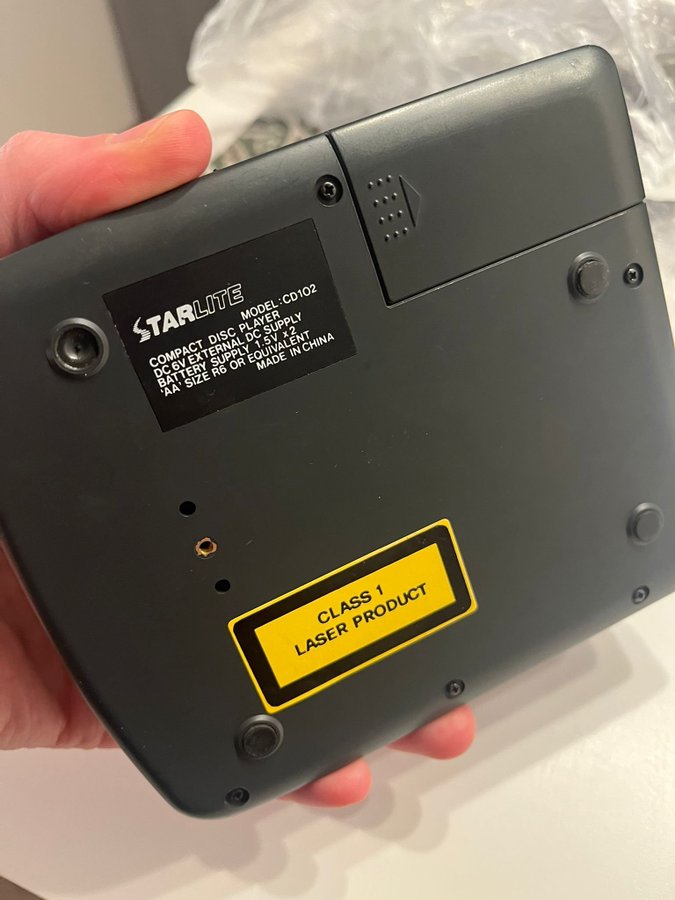 STARLITE
MODEL:CD102
COMPACT DISC PLAYER
DC 6V EXTERNAL DC SUPPLY
BATTERY SUPPLY 1.5V x 2
'AA' SIZE R6 OR EQUIVALENT
MADE IN CHINA
CLASS 1
LASER PRODUCT